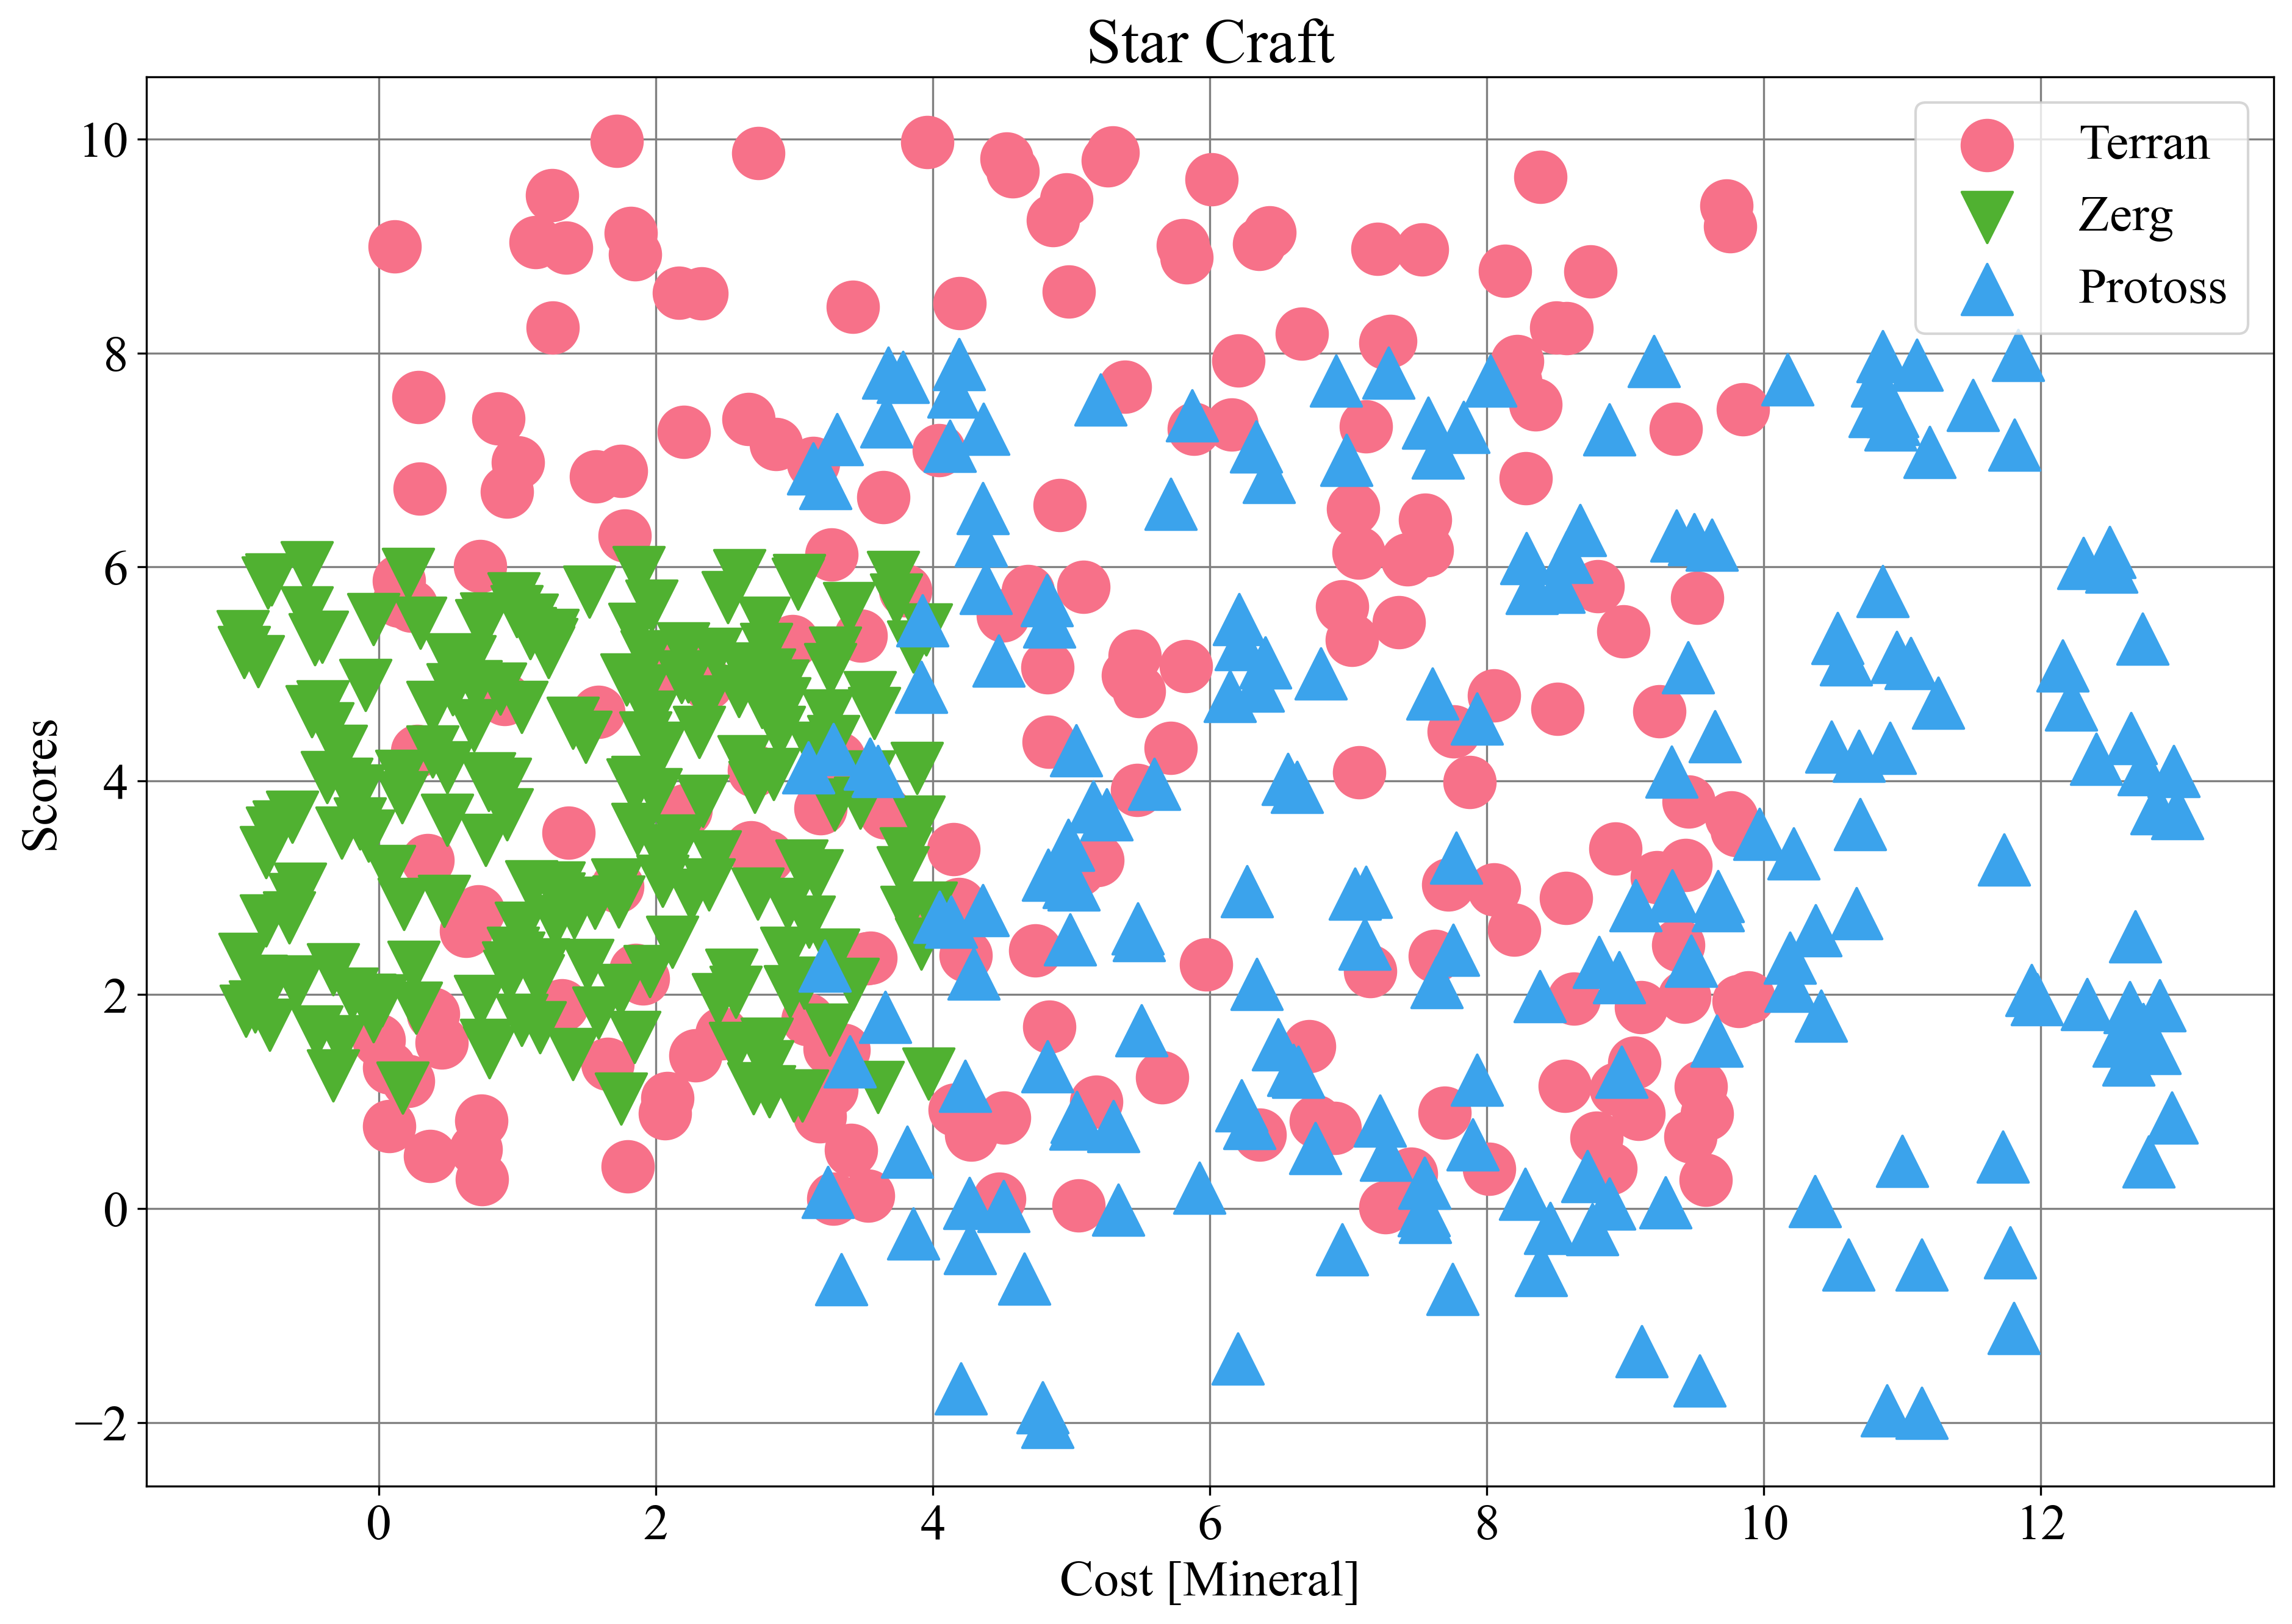 Star Craft
Terran
Zerg
Protoss
10
8
6
4
2
0
−2
Scores
0 2 4 6 8 10 12
Cost [Mineral]